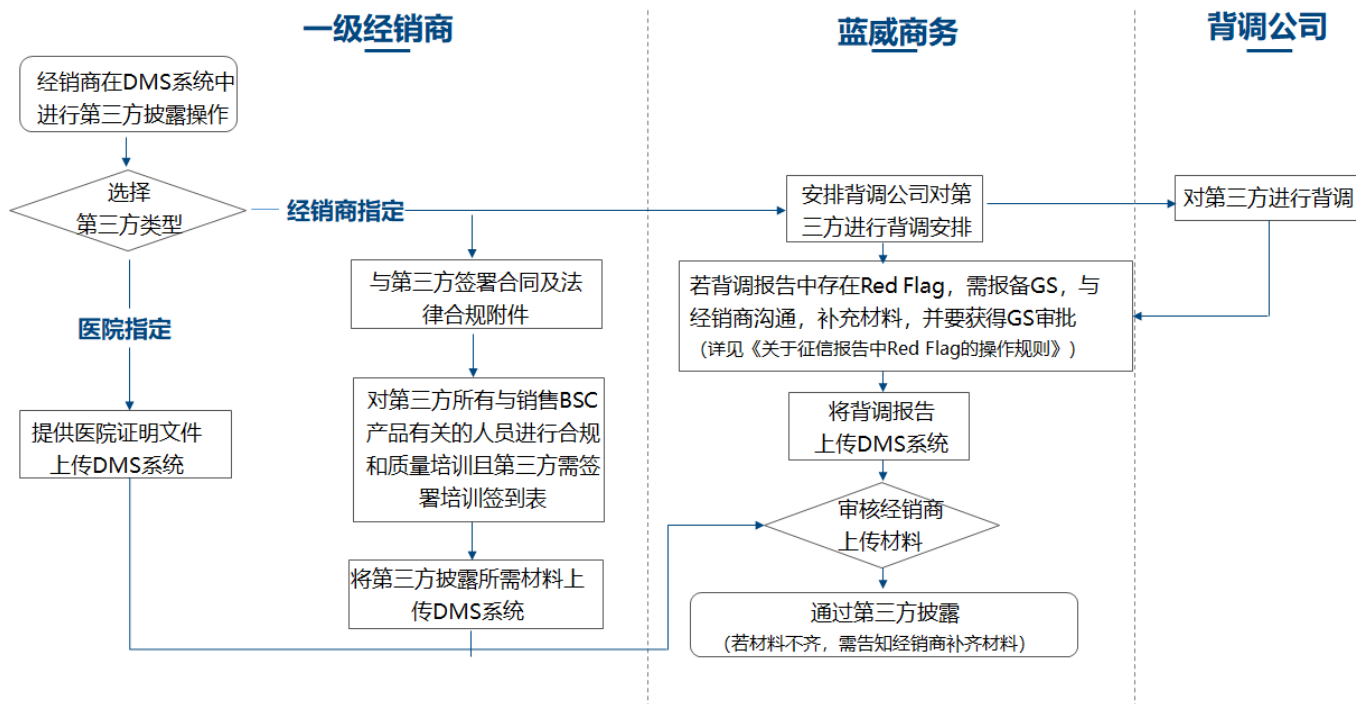 一级经销商
蓝威商务
背调公司
经销商在DMS系统中
进行第三方披露操作
选择
第三方类型
经销商指定
医院指定
提供医院证明文件
上传DMS系统
与第三方签署合同及法
律合规附件
对第三方所有与销售BSC
产品有关的人员进行合规
和质量培训且第三方需签
署培训签到表
将第三方披露所需材料上
传DMS系统
安排背调公司对第
三方进行背调安排
对第三方进行背调
若背调报告中存在Red Flag，需报备GS，与
经销商沟通，补充材料，并要获得GS审批
（详见《关于征信报告中Red Flag的操作规则》）
将背调报告
上传DMS系统
审核经销商
上传材料
通过第三方披露
（若材料不齐，需告知经销商补齐材料）